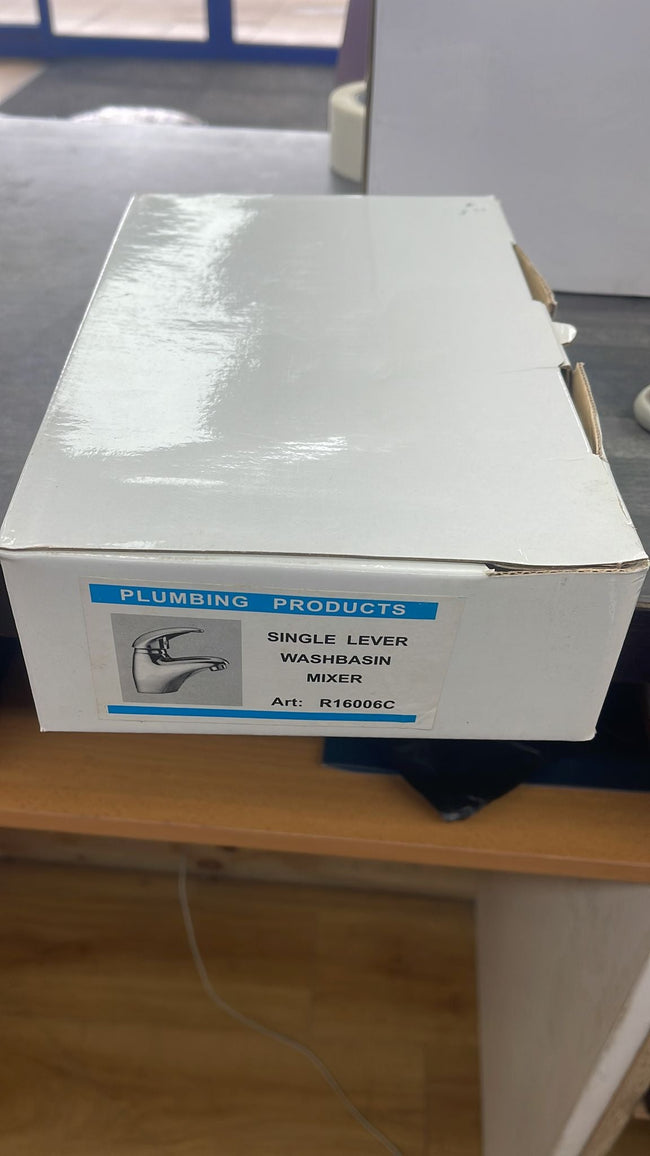 PLUMBING PRODUCTS
SINGLE LEVER
WASHBASIN
MIXER
Art: R16006C